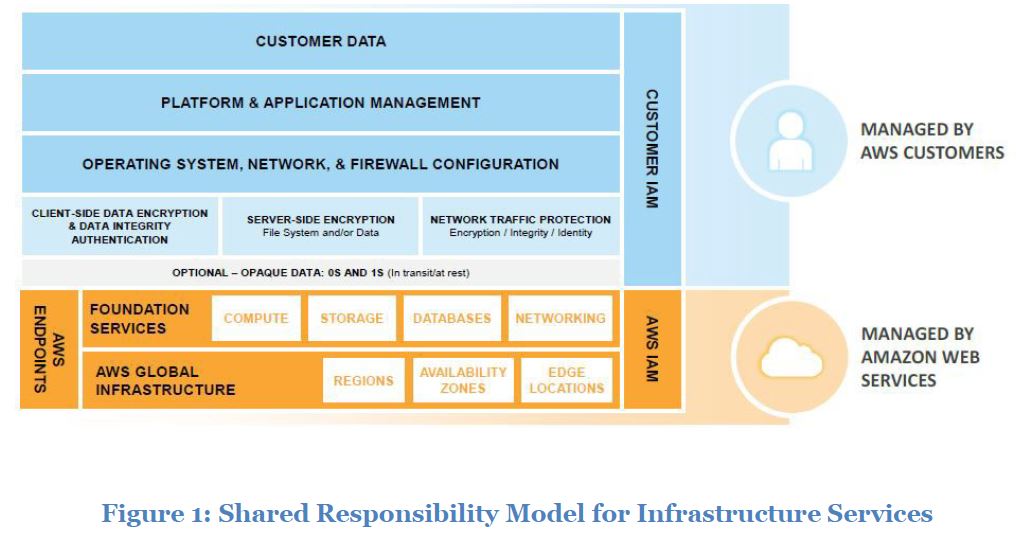 CUSTOMER DATA
PLATFORM & APPLICATION MANAGEMENT
OPERATING SYSTEM, NETWORK, & FIREWALL CONFIGURATION
CLIENT-SIDE DATA ENCRYPTION
& DATA INTEGRITY
AUTHENTICATION
SERVER-SIDE ENCRYPTION
File System and/or Data
NETWORK TRAFFIC PROTECTION
Encryption / Integrity / Identity
OPTIONAL – OPAQUE DATA: 0S AND 1S (In transit/at rest)
CUSTOMER IAM
MANAGED BY
AWS CUSTOMERS
AWS
ENDPOINTS
FOUNDATION
SERVICES
COMPUTE
STORAGE
DATABASES
NETWORKING
AWS GLOBAL
INFRASTRUCTURE
REGIONS
AVAILABILITY
ZONES
EDGE
LOCATIONS
AWS IAM
MANAGED BY
AMAZON WEB
SERVICES
Figure 1: Shared Responsibility Model for Infrastructure Services